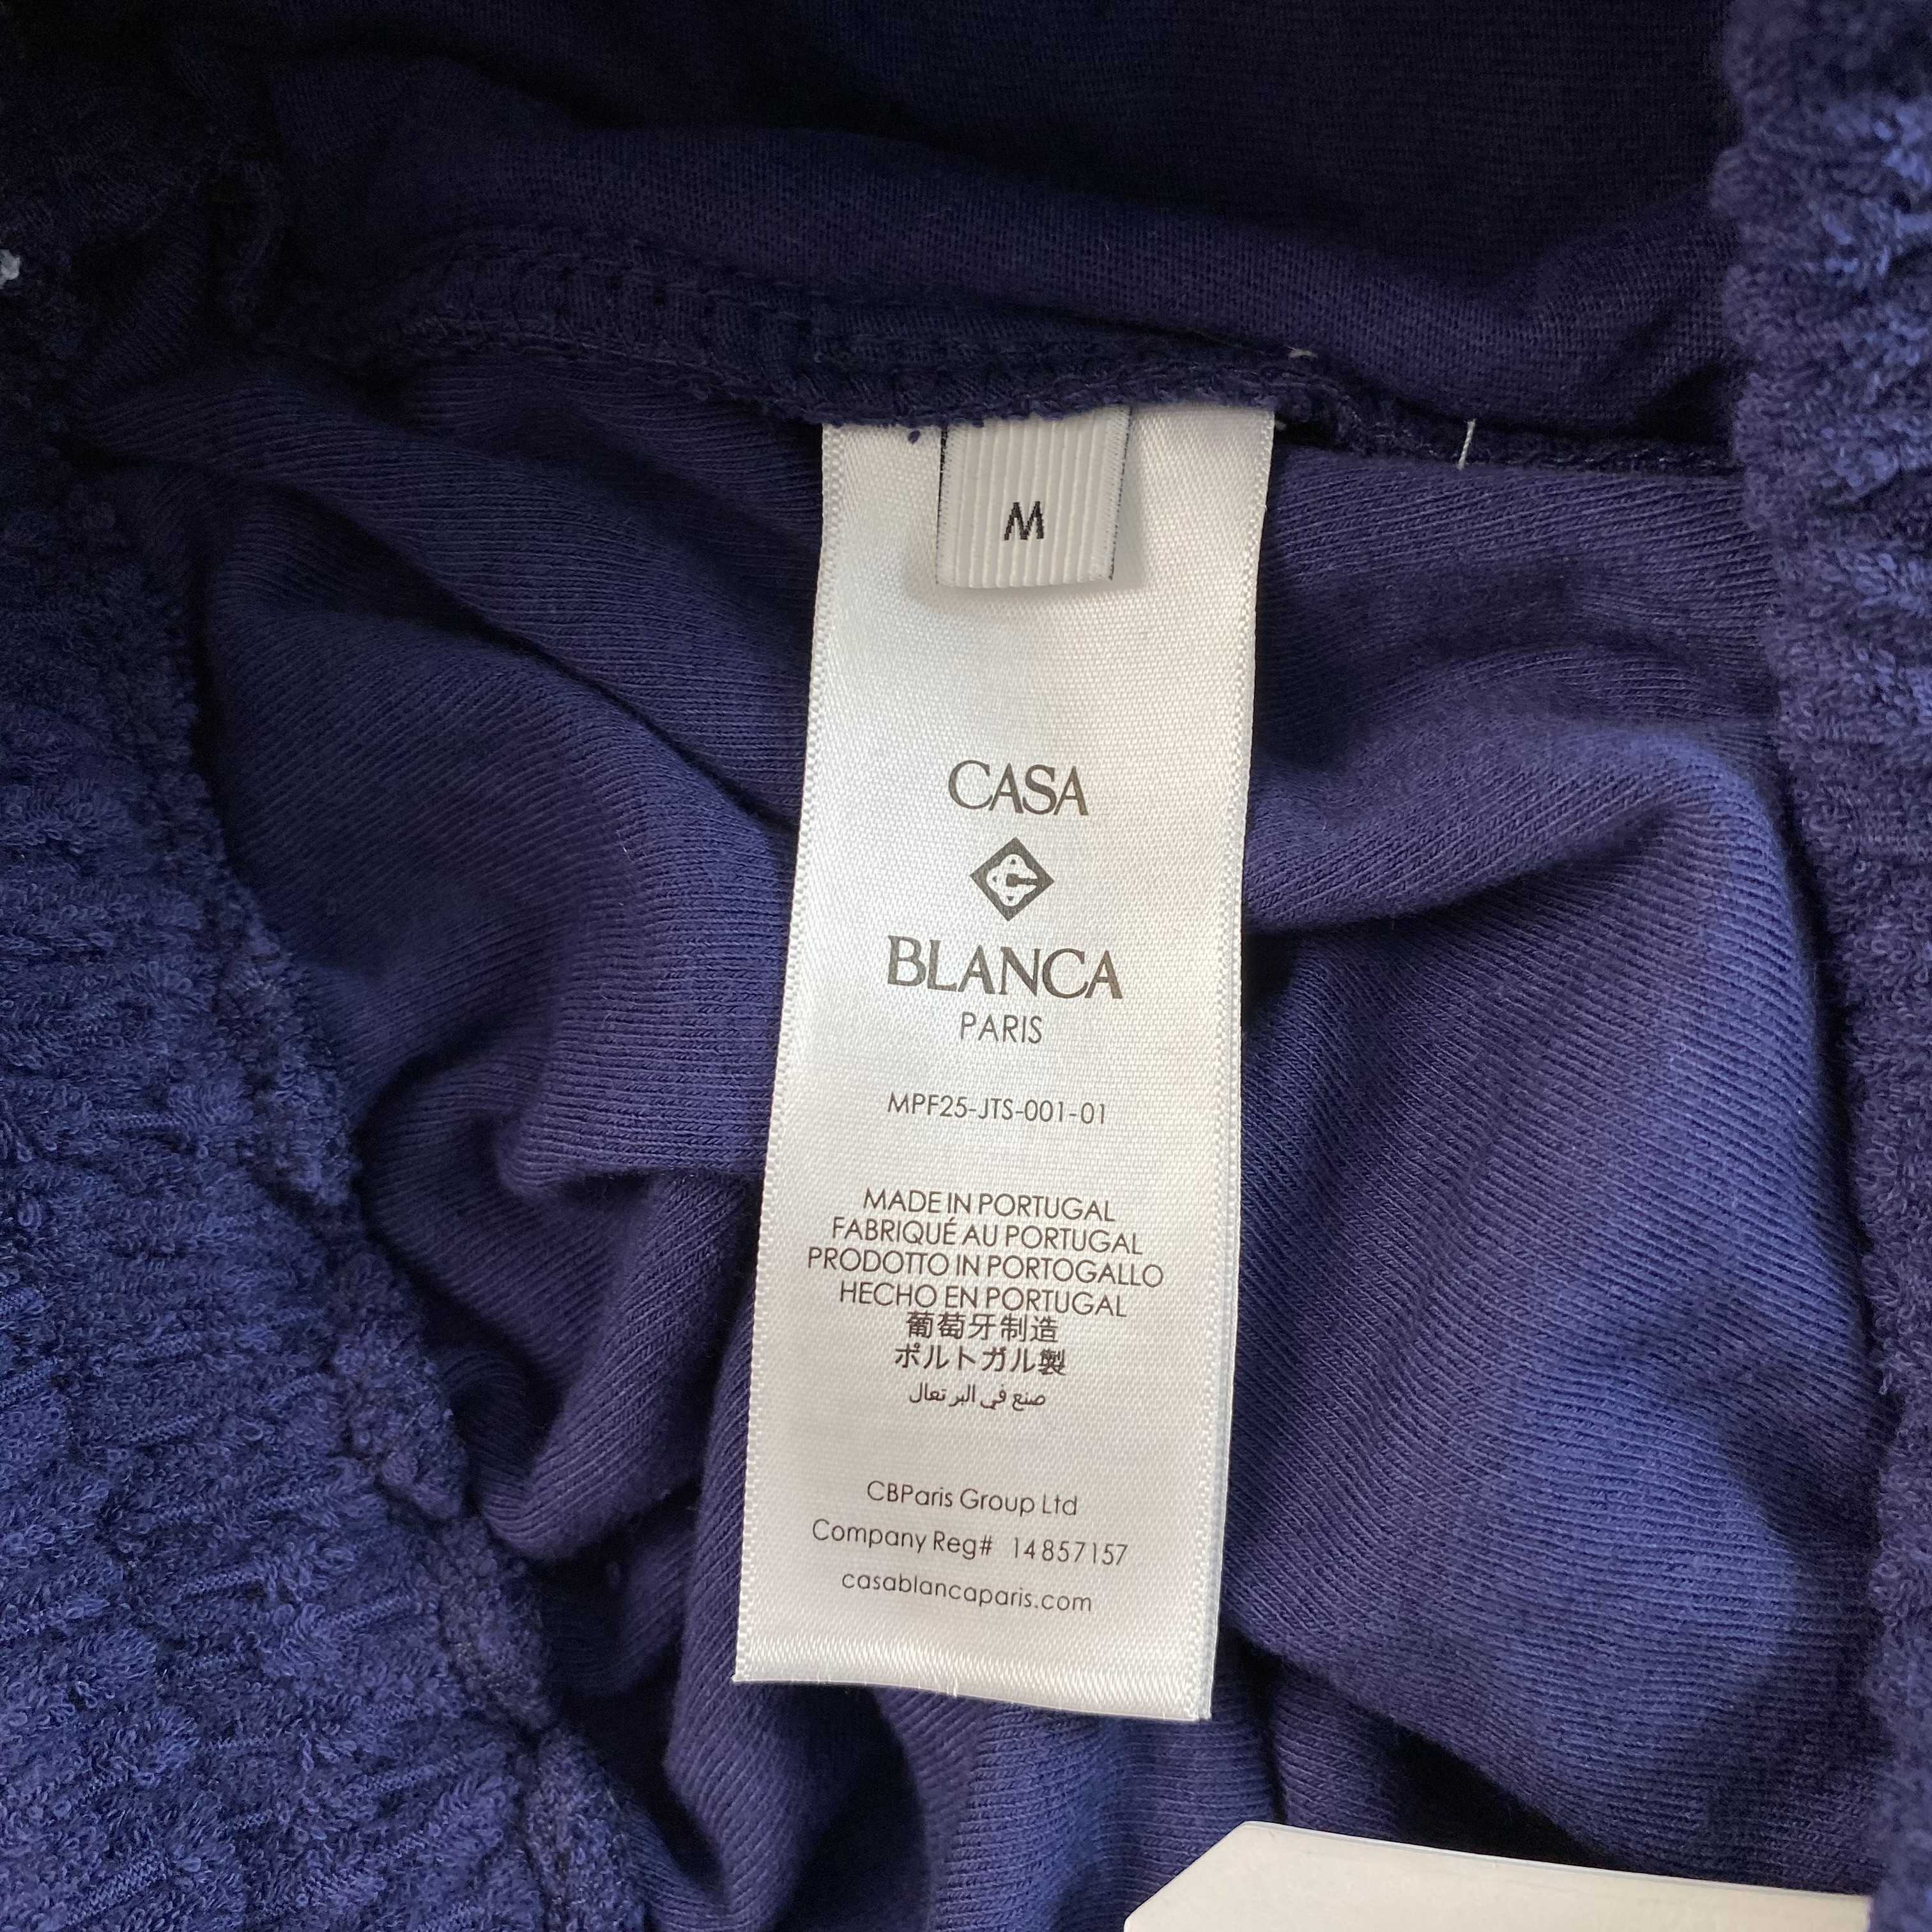 M
CASA
BLANCA
PARIS
MPF25-JTS-001-01
MADE IN PORTUGAL
FABRIQUÉ AU PORTUGAL
PRODOTTO IN PORTOGALLO
HECHO EN PORTUGAL
葡萄牙制造
ポルトガル製
صنع في البر تعال
CBParis Group Ltd
Company Reg# 14857157
casablancaparis.com